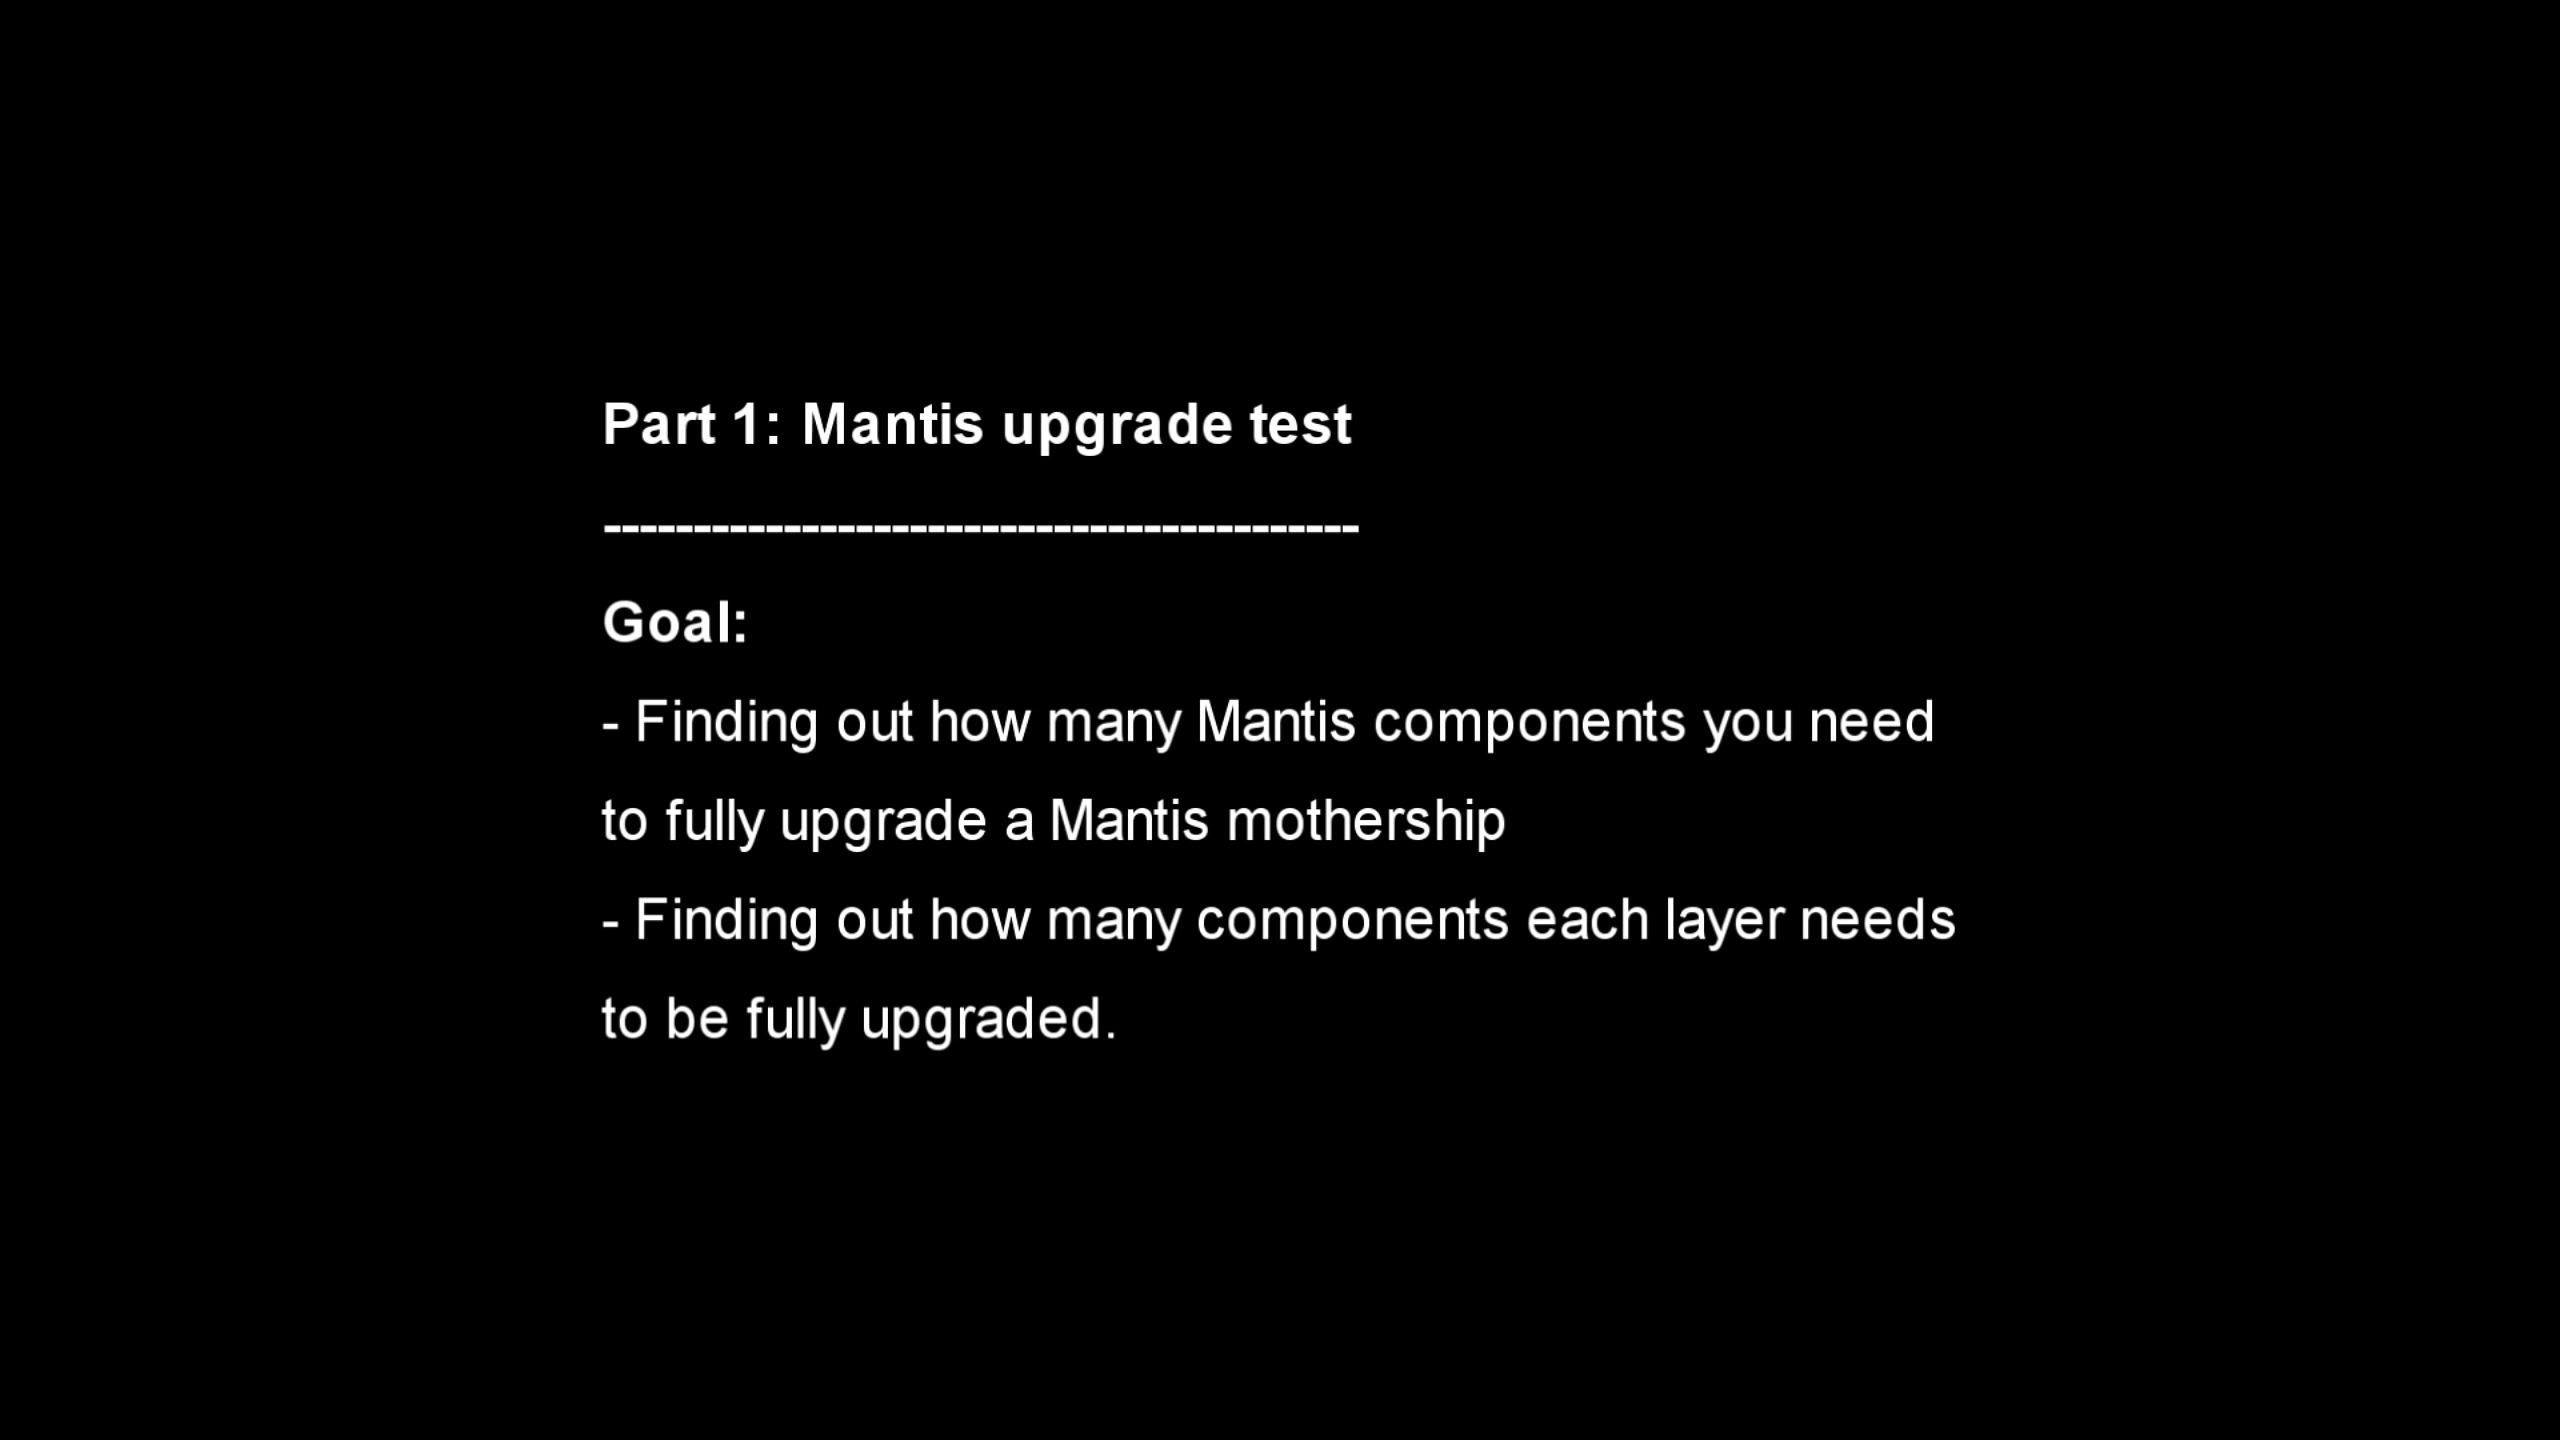 Part 1: Mantis upgrade test
------------------------------------------
Goal:
- Finding out how many Mantis components you need
to fully upgrade a Mantis mothership
- Finding out how many components each layer needs
to be fully upgraded.